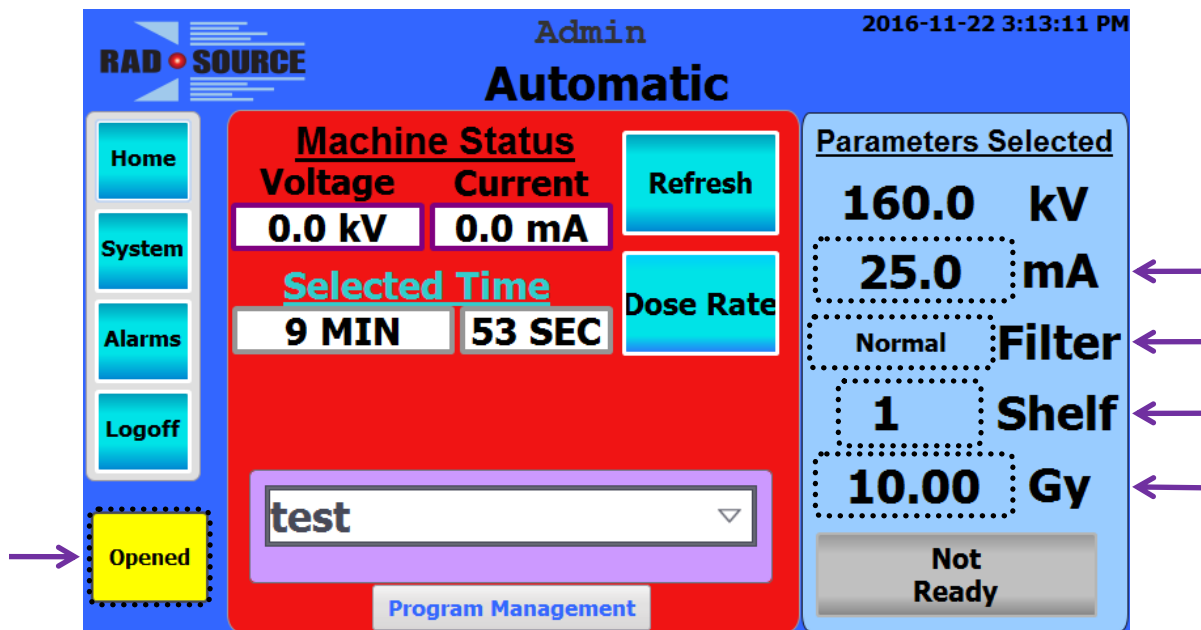 RAD SOURCE
Admin
2016-11-22 3:13:11 PM
Automatic
Home
System
Alarms
Logoff
Opened
Machine Status
Voltage Current
0.0 kV 0.0 mA
Refresh
Selected Time
9 MIN 53 SEC
Dose Rate
test
Program Management
Parameters Selected
160.0 kV
25.0 mA
Normal Filter
1 Shelf
10.00 Gy
Not
Ready